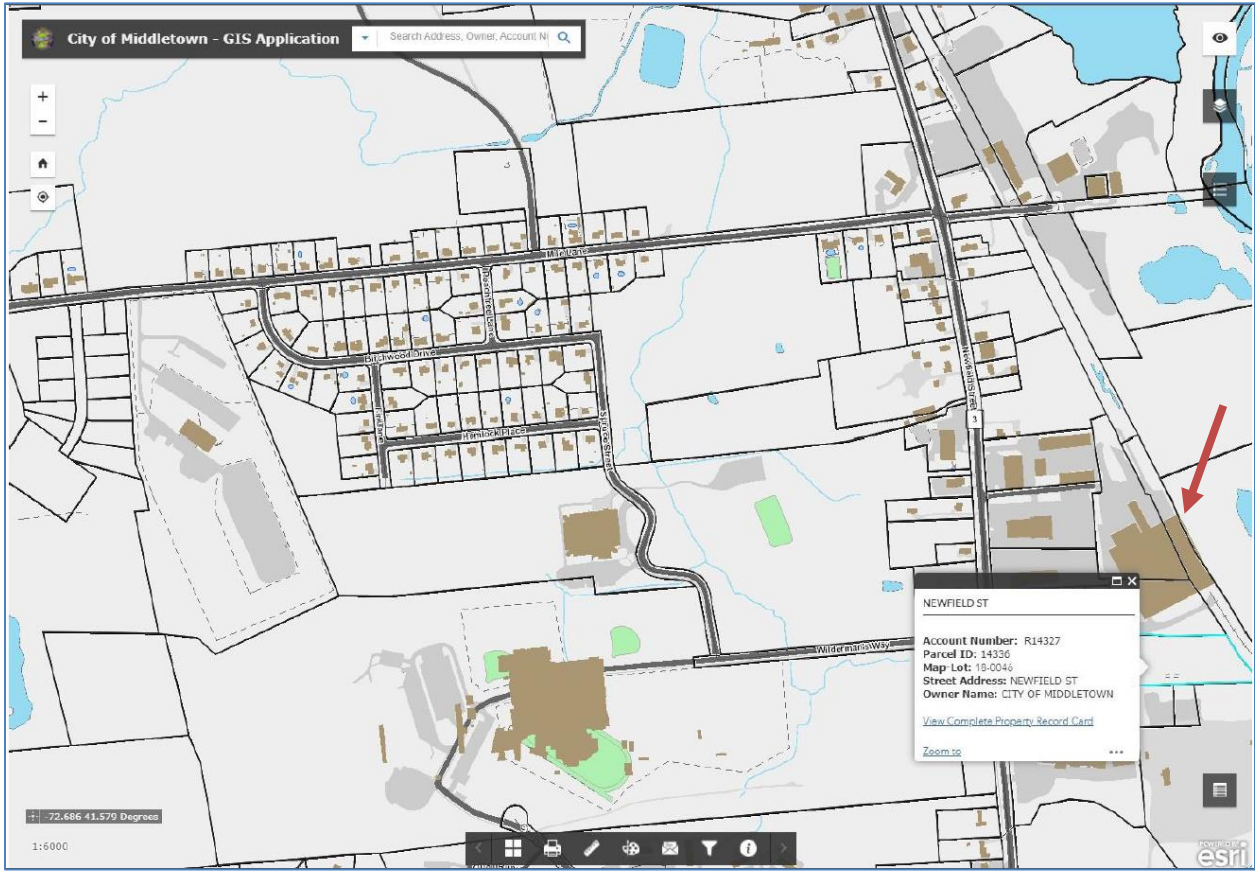 City of Middletown - GIS Application
Search Address, Owner, Account N
+
−
Mile Lane
Birchwood Drive
Hemlock Place
Spruce Street
Newfield Street
3
Wilderman's Way
NEWFIELD ST
Account Number: R14327
Parcel ID: 14336
Map-Lot: 18-0046
Street Address: NEWFIELD ST
Owner Name: CITY OF MIDDLETOWN
View Complete Property Record Card
Zoom to
-72.686 41.579 Degrees
1:6000
POWERED BY
esri